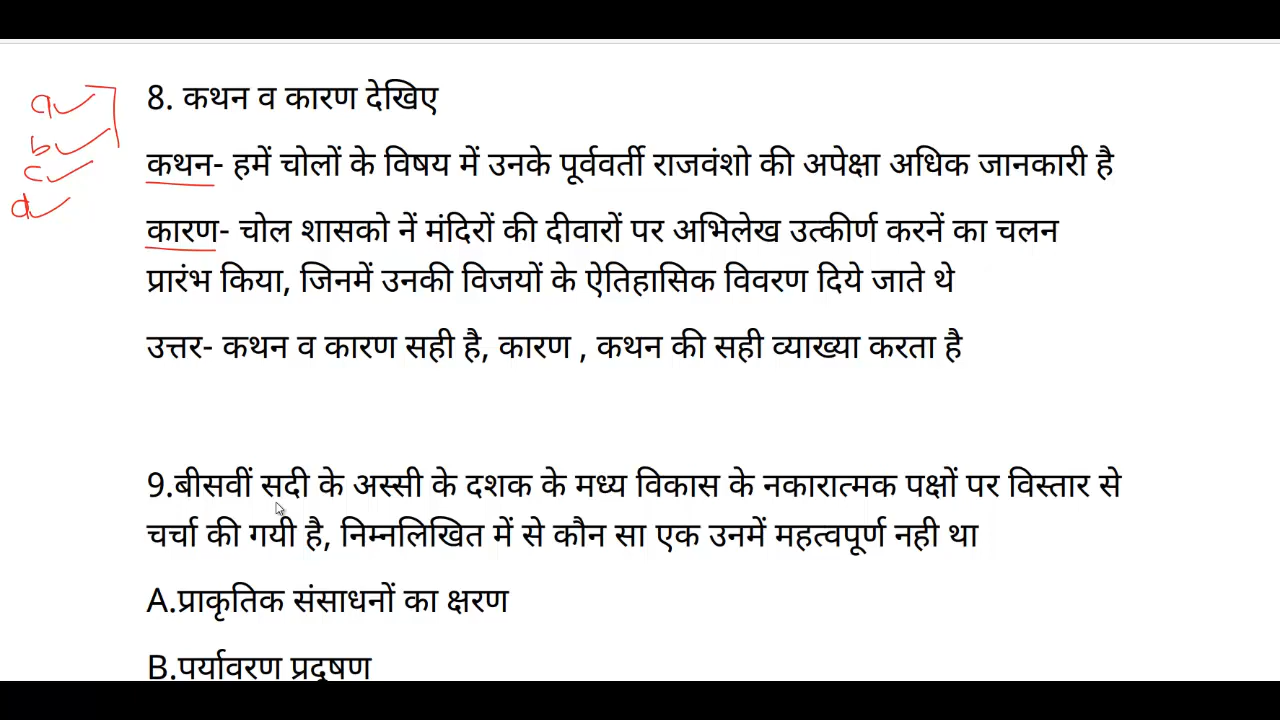 a
b
c
d
8. कथन व कारण देखिए
कथन- हमें चोलों के विषय में उनके पूर्ववर्ती राजवंशो की अपेक्षा अधिक जानकारी है
कारण- चोल शासको नें मंदिरों की दीवारों पर अभिलेख उत्कीर्ण करनें का चलन
प्रारंभ किया, जिनमें उनकी विजयों के ऐतिहासिक विवरण दिये जाते थे
उत्तर- कथन व कारण सही है, कारण , कथन की सही व्याख्या करता है
9.बीसवीं सदी के अस्सी के दशक के मध्य विकास के नकारात्मक पक्षों पर विस्तार से
चर्चा की गयी है, निम्नलिखित में से कौन सा एक उनमें महत्वपूर्ण नही था
A.प्राकृतिक संसाधनों का क्षरण
B.पर्यावरण प्रदूषण